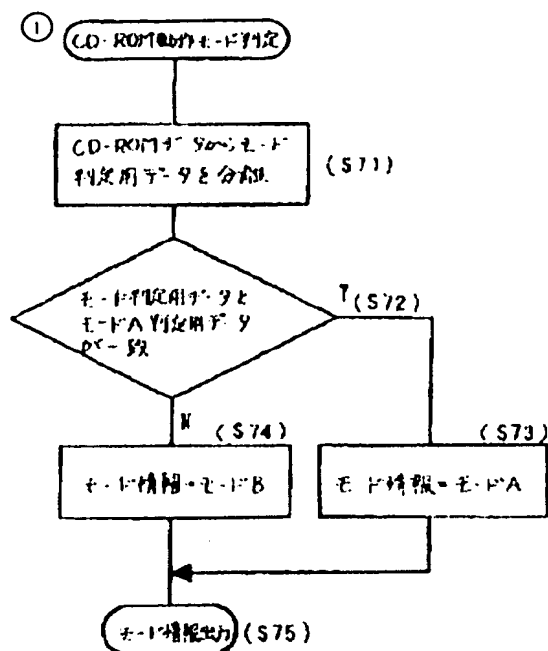 ①
CD-ROM動作モード判定
CD-ROMデータからモード
判定用データを分離
(S71)
モード判定用データと
モードA判定用データ
が一致
Y
(S72)
N
(S74)
(S73)
モード情報=モードB
モード情報=モードA
モード情報出力
(S75)